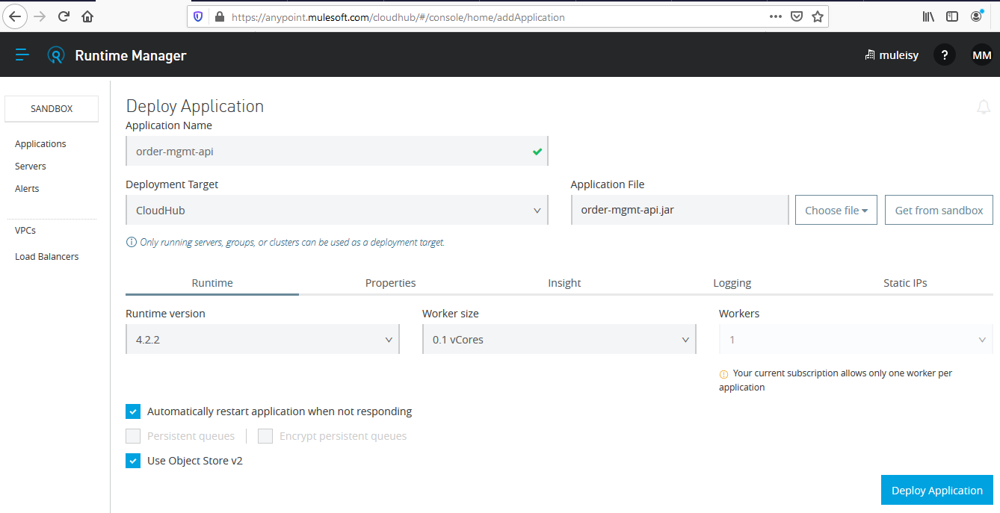 https://anypoint.mulesoft.com/cloudhub/#/console/home/addApplication
Runtime Manager
muleisy
?
MM
SANDBOX
Applications
Servers
Alerts
VPCs
Load Balancers
Deploy Application
Application Name
order-mgmt-api
Deployment Target
Application File
CloudHub
order-mgmt-api.jar
Choose file
Get from sandbox
Only running servers, groups, or clusters can be used as a deployment target.
Runtime Properties Insight Logging Static IPs
Runtime version
Worker size
Workers
4.2.2
0.1 vCores
1
Your current subscription allows only one worker per
application
Automatically restart application when not responding
Persistent queues
Encrypt persistent queues
Use Object Store v2
Deploy Application